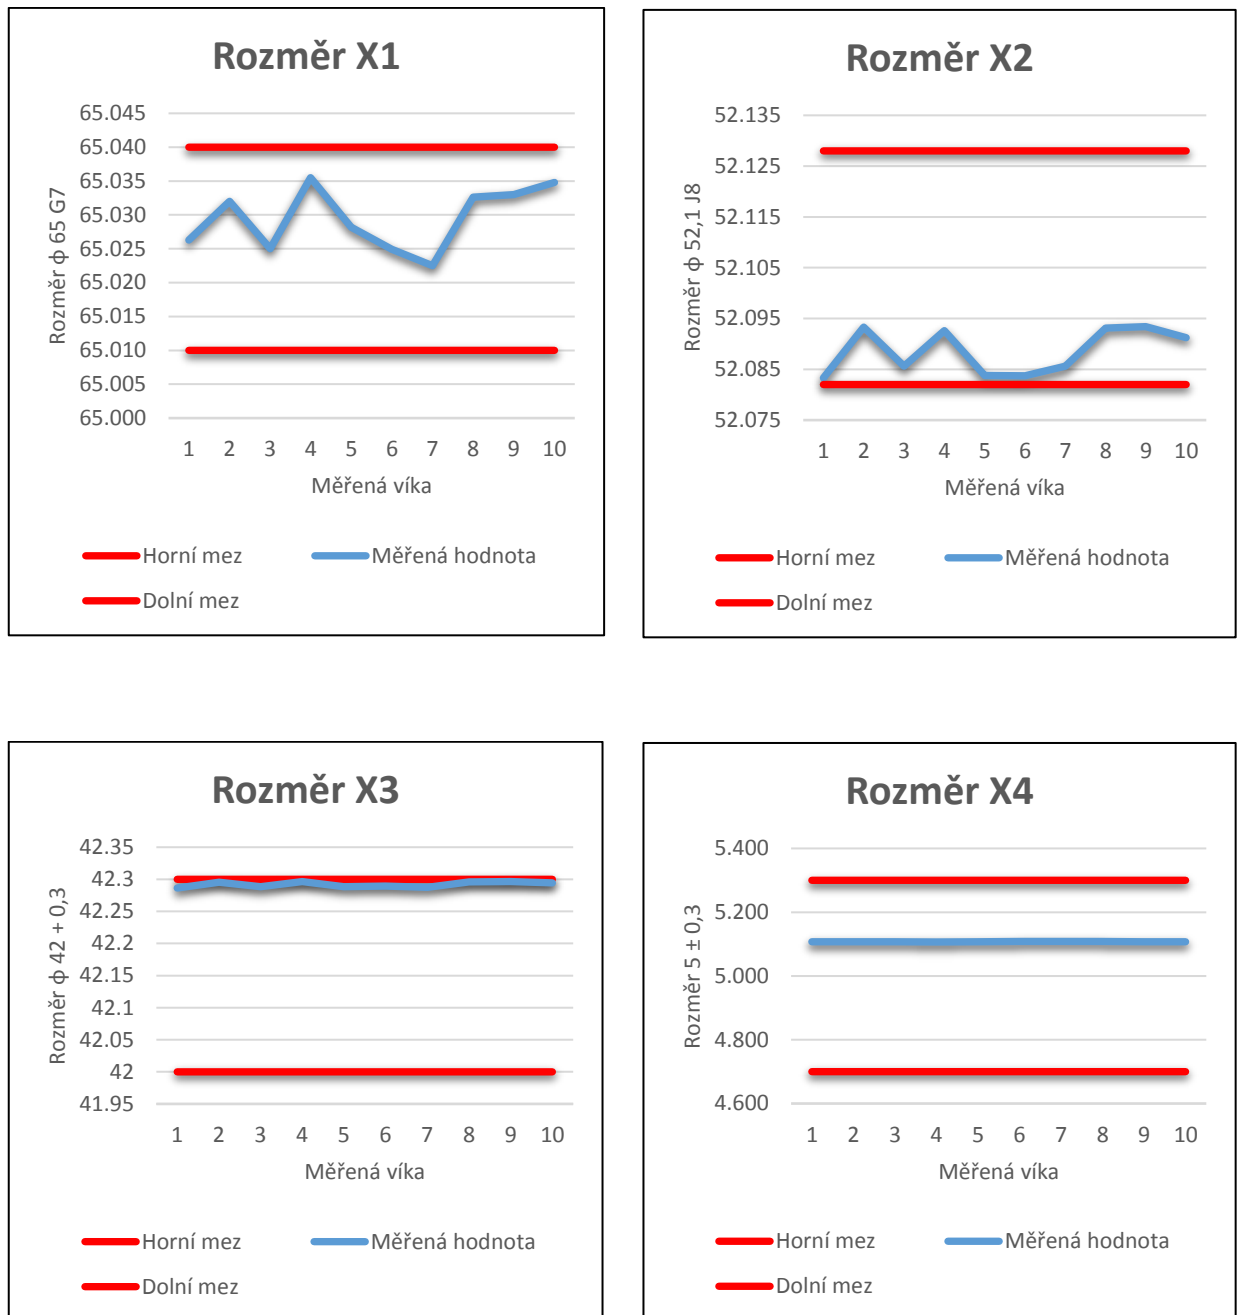 Rozměr X1
65.045
65.040
65.035
65.030
65.025
65.020
65.015
65.010
65.005
65.000
Rozměr ф 65 G7
1 2 3 4 5 6 7 8 9 10
Měřená víka
Horní mez Měřená hodnota
Dolní mez
Rozměr X2
52.135
52.125
52.115
52.105
52.095
52.085
52.075
Rozměr ф 52,1 J8
1 2 3 4 5 6 7 8 9 10
Měřená víka
Horní mez Měřená hodnota
Dolní mez
Rozměr X3
42.35
42.3
42.25
42.2
42.15
42.1
42.05
42
41.95
Rozměr ф 42 + 0,3
1 2 3 4 5 6 7 8 9 10
Měřená víka
Horní mez Měřená hodnota
Dolní mez
Rozměr X4
5.400
5.200
5.000
4.800
4.600
Rozměr 5 ± 0,3
1 2 3 4 5 6 7 8 9 10
Měřená víka
Horní mez Měřená hodnota
Dolní mez